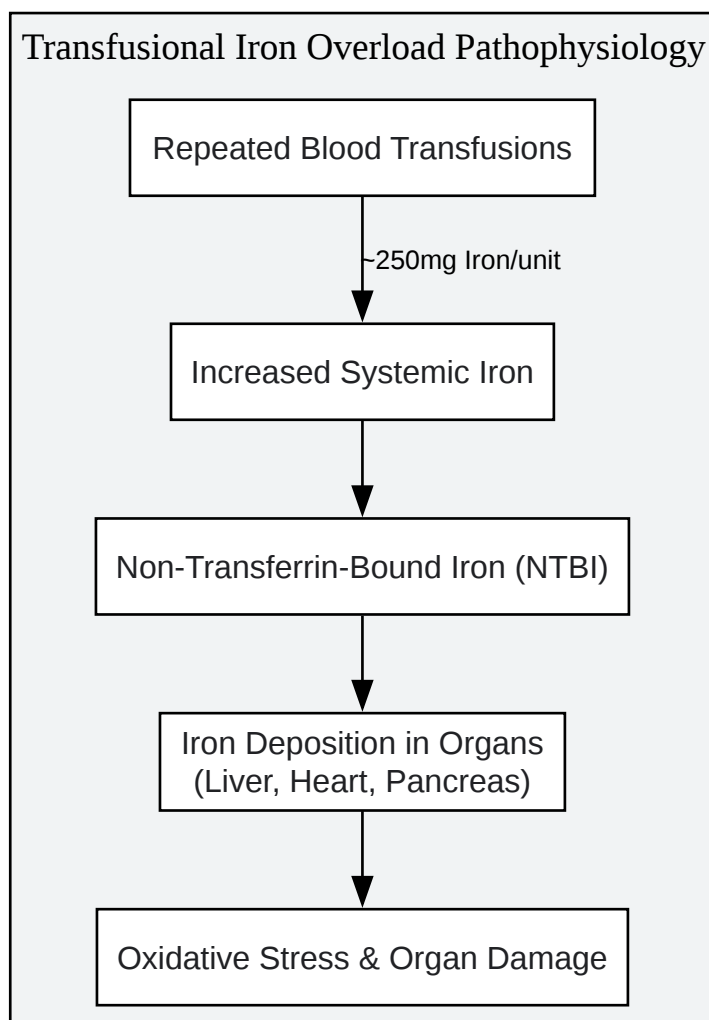 Transfusional Iron Overload Pathophysiology
Repeated Blood Transfusions
~250mg Iron/unit
Increased Systemic Iron
Non-Transferrin-Bound Iron (NTBI)
Iron Deposition in Organs
(Liver, Heart, Pancreas)
Oxidative Stress & Organ Damage